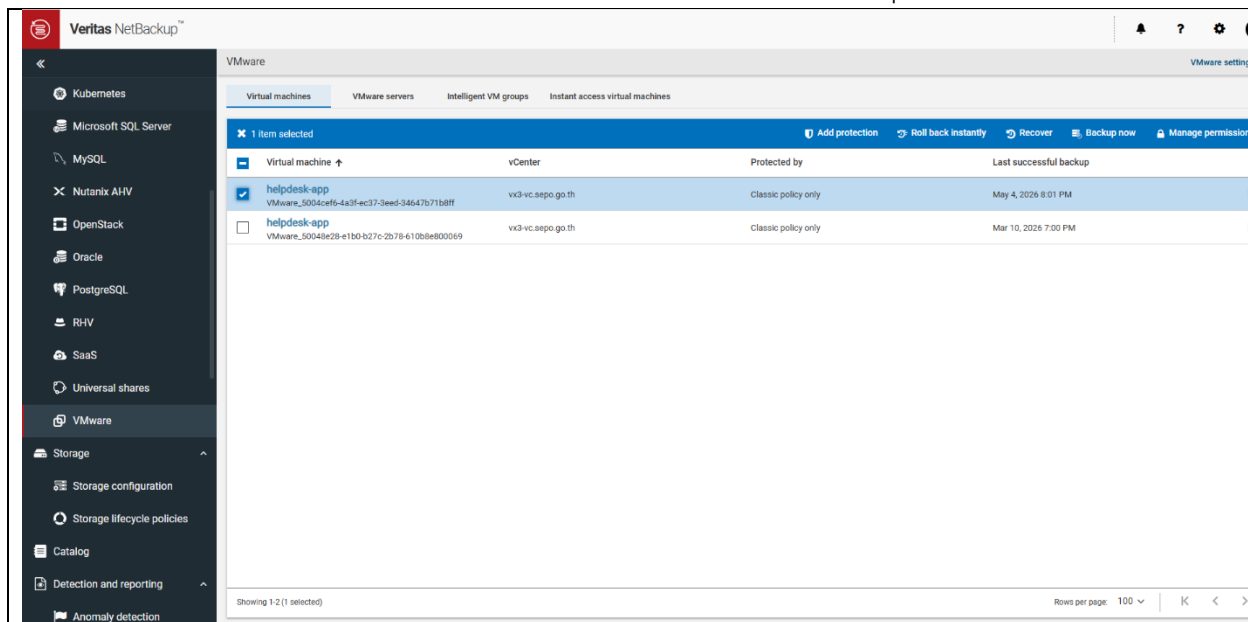 Veritas NetBackup™
?
«
VMware
VMware setting
Kubernetes
Virtual machines
VMware servers
Intelligent VM groups
Instant access virtual machines
Microsoft SQL Server
1 item selected
Add protection
Roll back instantly
Recover
Backup now
Manage permission
MySQL
Virtual machine ↑
vCenter
Protected by
Last successful backup
Nutanix AHV
helpdesk-app
VMware_5004cef6-4a3f-ec37-3eed-34647b71b8ff
vx3-vc.sepo.go.th
Classic policy only
May 4, 2026 8:01 PM
OpenStack
helpdesk-app
VMware_50048e28-e1b0-b27c-2b78-610b8e800069
vx3-vc.sepo.go.th
Classic policy only
Mar 10, 2026 7:00 PM
Oracle
PostgreSQL
RHV
SaaS
Universal shares
VMware
Storage
Storage configuration
Storage lifecycle policies
Catalog
Detection and reporting
Anomaly detection
Showing 1-2 (1 selected)
Rows per page: 100